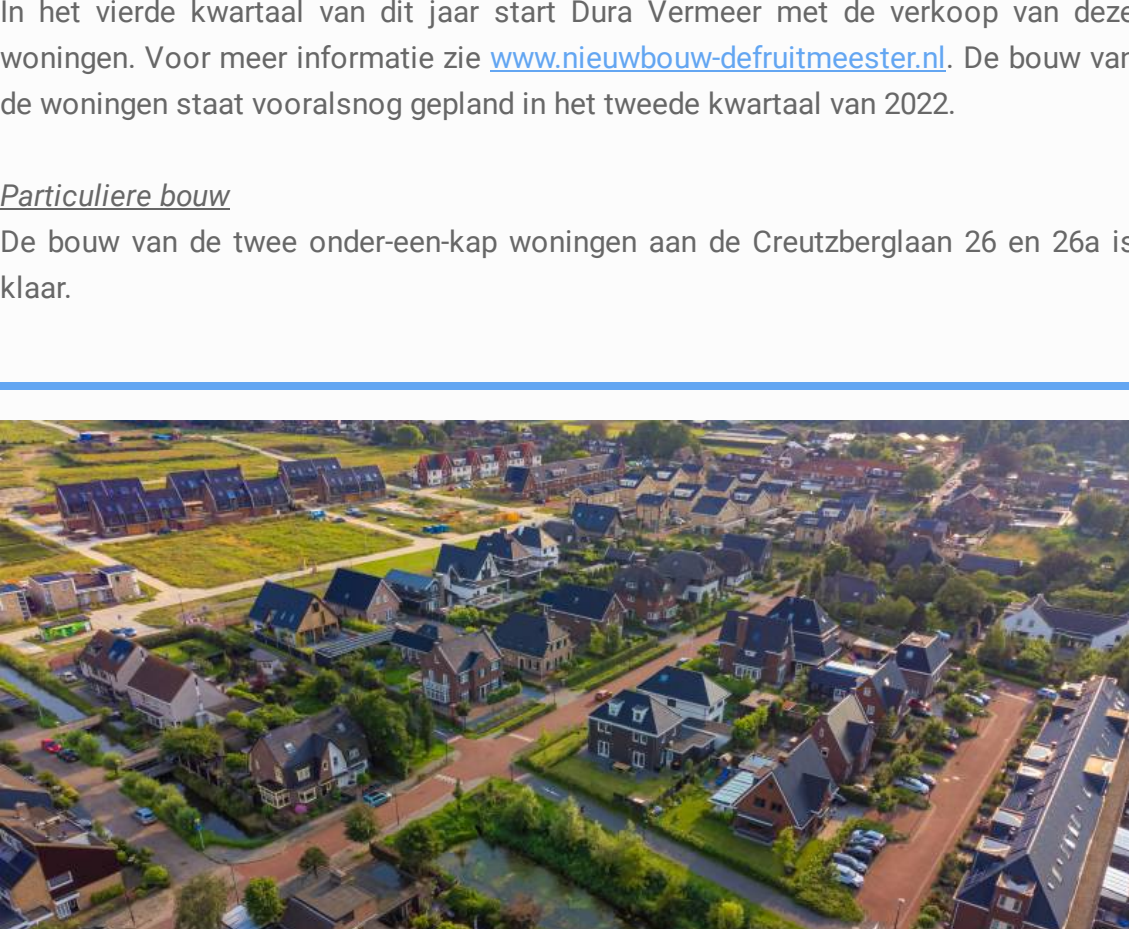 In het vierde kwartaal van dit jaar start Dura Vermeer met de verkoop van deze
woningen. Voor meer informatie zie www.nieuwbouw-defruitmeester.nl. De bouw van
de woningen staat vooralsnog gepland in het tweede kwartaal van 2022.
Particuliere bouw
De bouw van de twee onder-een-kap woningen aan de Creutzberglaan 26 en 26a is
klaar.